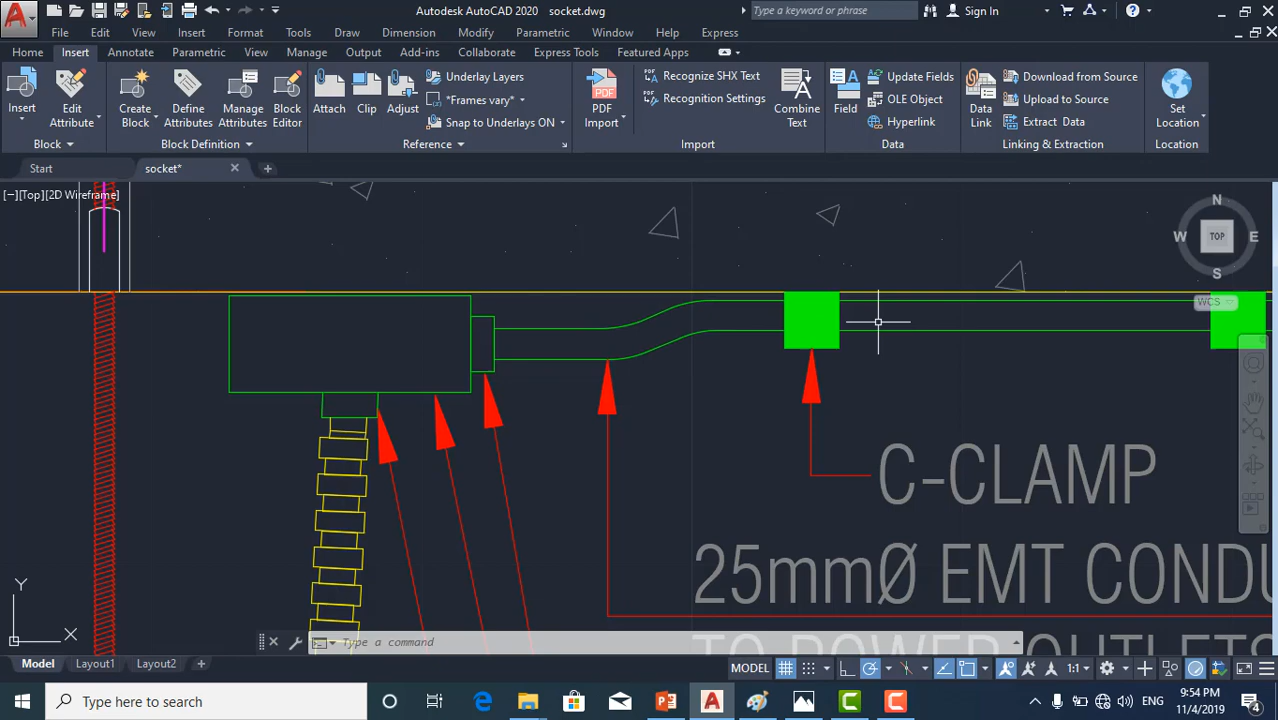 Autodesk AutoCAD 2020 socket.dwg
Type a keyword or phrase
Sign In
File Edit View Insert Format Tools Draw Dimension Modify Parametric Window Help Express
Home Insert Annotate Parametric View Manage Output Add-ins Collaborate Express Tools Featured Apps
Insert
Edit Attribute
Create Block
Define Attributes
Manage Attributes
Block Editor
Attach
Clip
Adjust
Underlay Layers
*Frames vary*
Snap to Underlays ON
PDF
PDF Import
Recognize SHX Text
Recognition Settings
Combine Text
Field
Update Fields
OLE Object
Hyperlink
Data Link
Download from Source
Upload to Source
Extract Data
Set Location
Block
Block Definition
Reference
Import
Data
Linking & Extraction
Location
Start
socket*
[−][Top][2D Wireframe]
N
W TOP E
S
WCS
C-CLAMP
25mmØ EMT CONDU
TO POWER OUTLETS
Y
X
Type a command
Model Layout1 Layout2
MODEL
1:1
Type here to search
ENG
9:54 PM
11/4/2019
4